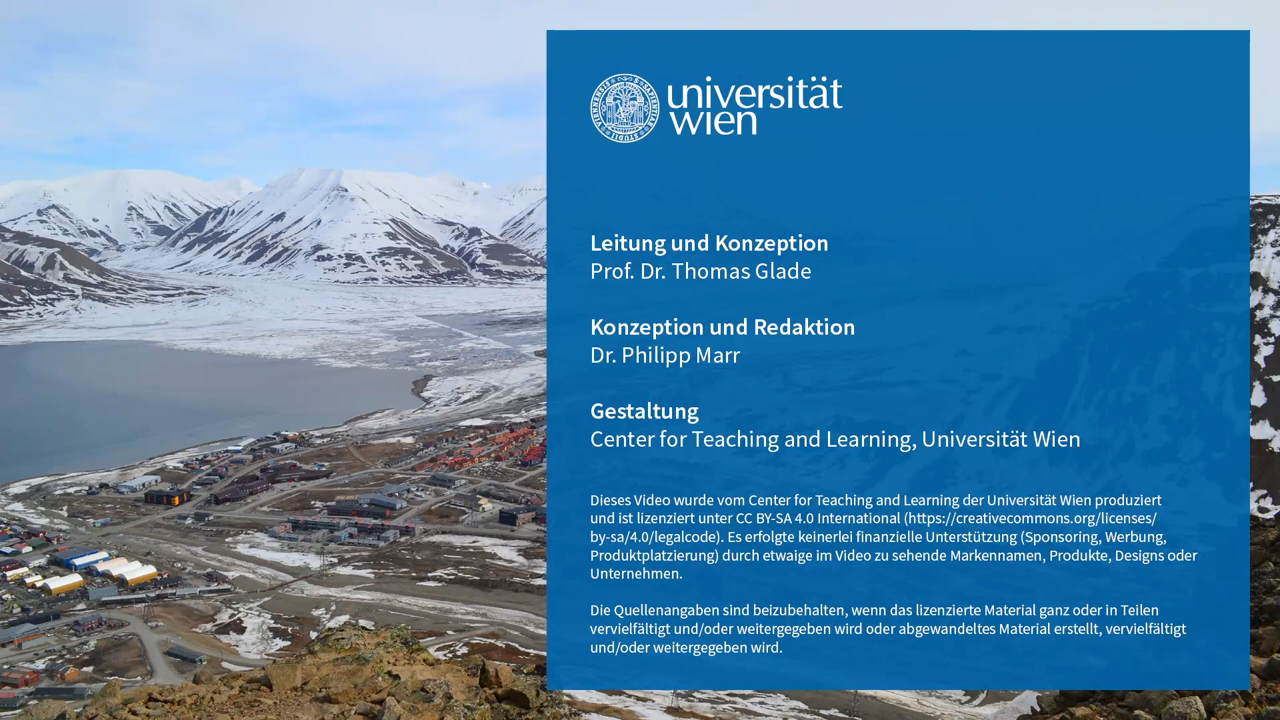 universität
wien
Leitung und Konzeption
Prof. Dr. Thomas Glade
Konzeption und Redaktion
Dr. Philipp Marr
Gestaltung
Center for Teaching and Learning, Universität Wien
Dieses Video wurde vom Center for Teaching and Learning der Universität Wien produziert
und ist lizenziert unter CC BY-SA 4.0 International (https://creativecommons.org/licenses/
by-sa/4.0/legalcode). Es erfolgte keinerlei finanzielle Unterstützung (Sponsoring, Werbung,
Produktplatzierung) durch etwaige im Video zu sehende Markennamen, Produkte, Designs oder
Unternehmen.
Die Quellenangaben sind beizubehalten, wenn das lizenzierte Material ganz oder in Teilen
vervielfältigt und/oder weitergegeben wird oder abgewandeltes Material erstellt, vervielfältigt
und/oder weitergegeben wird.